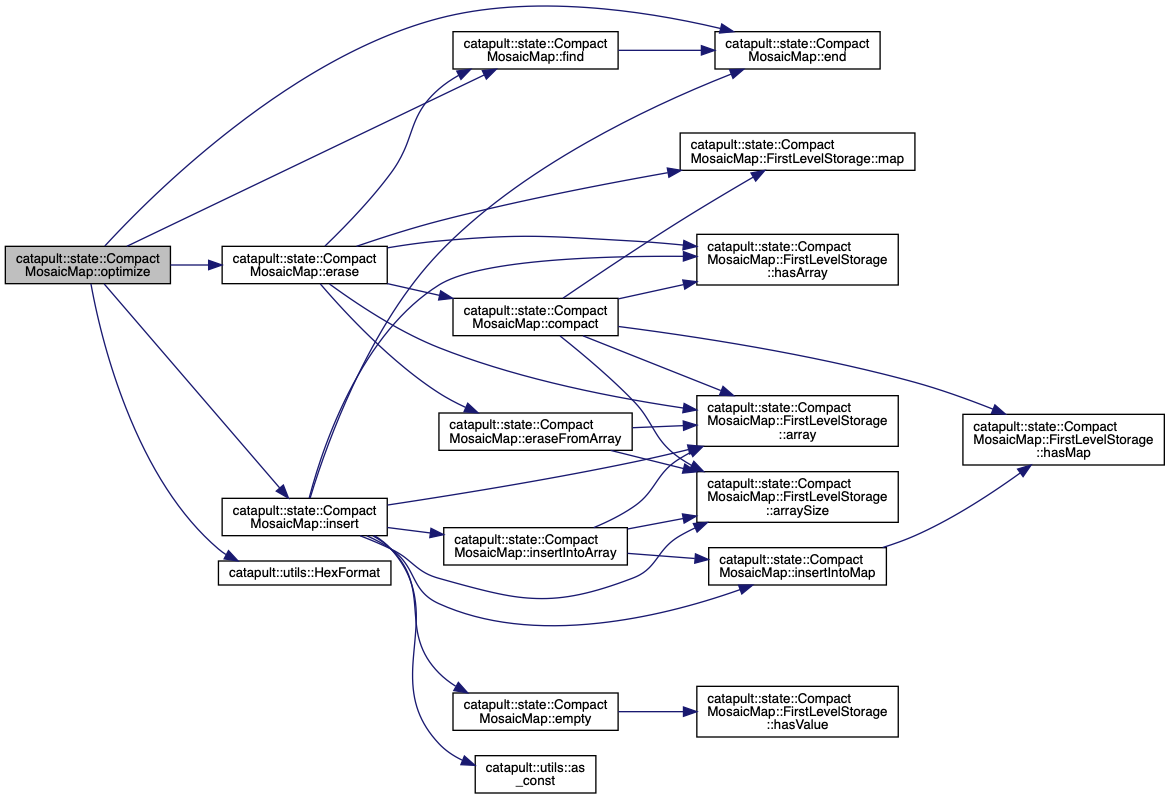 catapult::state::Compact
MosaicMap::find
catapult::state::Compact
MosaicMap::end
catapult::state::Compact
MosaicMap::FirstLevelStorage::map
catapult::state::Compact
MosaicMap::optimize
catapult::state::Compact
MosaicMap::erase
catapult::state::Compact
MosaicMap::FirstLevelStorage
::hasArray
catapult::state::Compact
MosaicMap::compact
catapult::state::Compact
MosaicMap::eraseFromArray
catapult::state::Compact
MosaicMap::FirstLevelStorage
::array
catapult::state::Compact
MosaicMap::FirstLevelStorage
::hasMap
catapult::state::Compact
MosaicMap::FirstLevelStorage
::arraySize
catapult::state::Compact
MosaicMap::insert
catapult::state::Compact
MosaicMap::insertIntoArray
catapult::state::Compact
MosaicMap::insertIntoMap
catapult::utils::HexFormat
catapult::state::Compact
MosaicMap::empty
catapult::state::Compact
MosaicMap::FirstLevelStorage
::hasValue
catapult::utils::as
_const